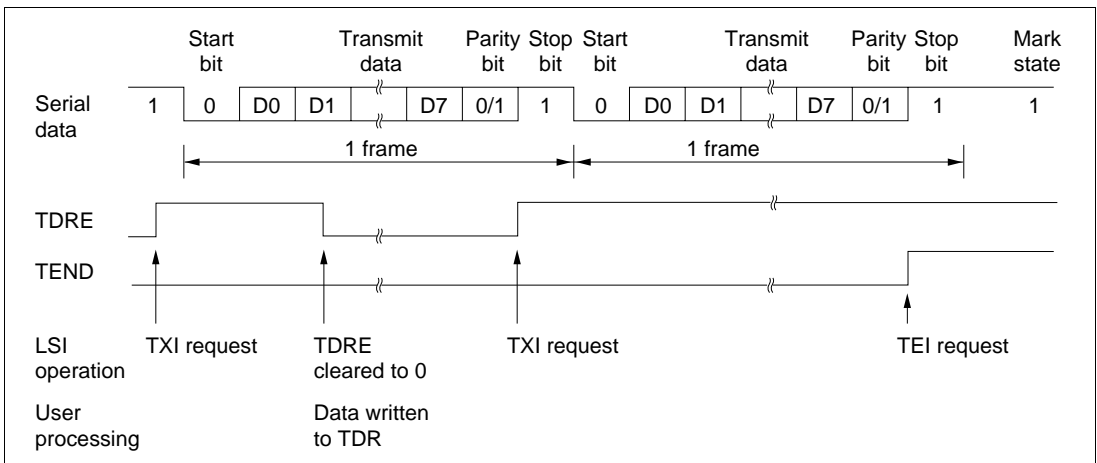 Start bit Transmit data Parity bit Stop bit Start bit Transmit data Parity bit Stop bit Mark state
Serial data 1 0 D0 D1 D7 0/1 1 0 D0 D1 D7 0/1 1 1
1 frame 1 frame
TDRE
TEND
LSI operation TXI request TDRE cleared to 0 TXI request TEI request
User processing Data written to TDR